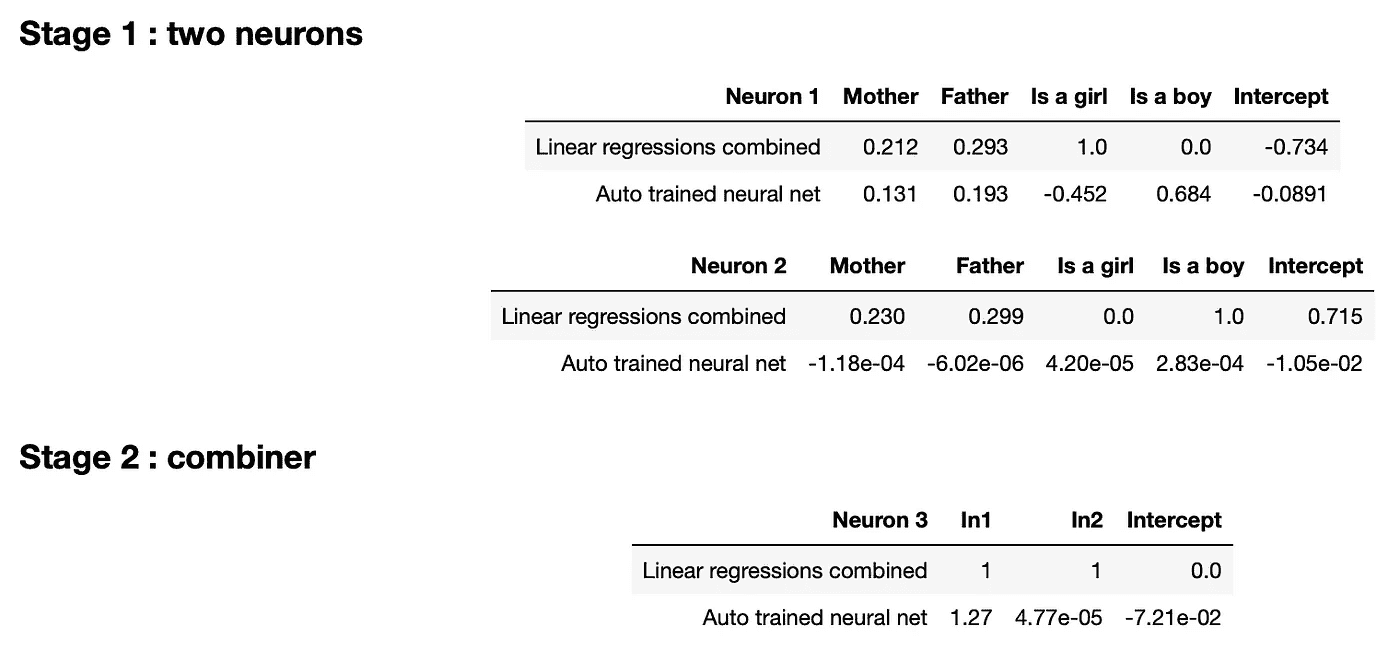 Stage 1 : two neurons
Neuron 1 Mother Father Is a girl Is a boy Intercept
Linear regressions combined 0.212 0.293 1.0 0.0 -0.734
Auto trained neural net 0.131 0.193 -0.452 0.684 -0.0891
Neuron 2 Mother Father Is a girl Is a boy Intercept
Linear regressions combined 0.230 0.299 0.0 1.0 0.715
Auto trained neural net -1.18e-04 -6.02e-06 4.20e-05 2.83e-04 -1.05e-02
Stage 2 : combiner
Neuron 3 In1 In2 Intercept
Linear regressions combined 1 1 0.0
Auto trained neural net 1.27 4.77e-05 -7.21e-02